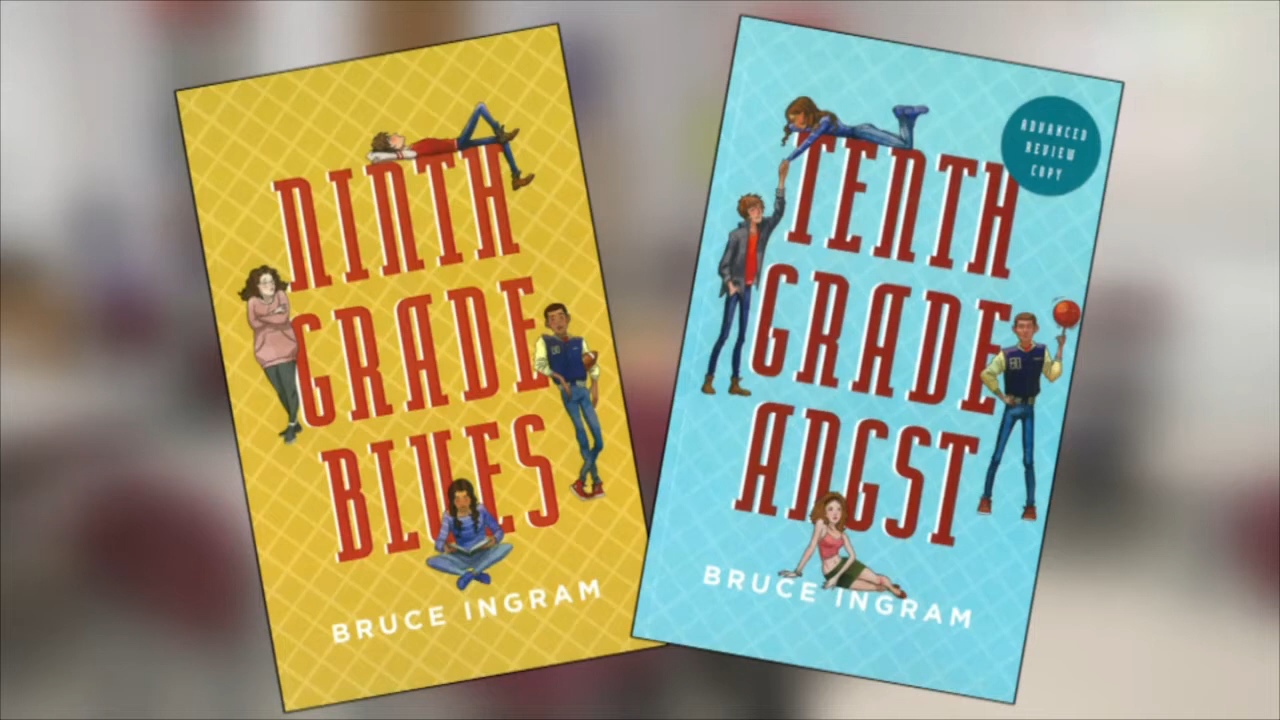 NINTH
GRADE
BLUES
BRUCE INGRAM
ADVANCED
REVIEW
COPY
TENTH
GRADE
ANGST
BRUCE INGRAM